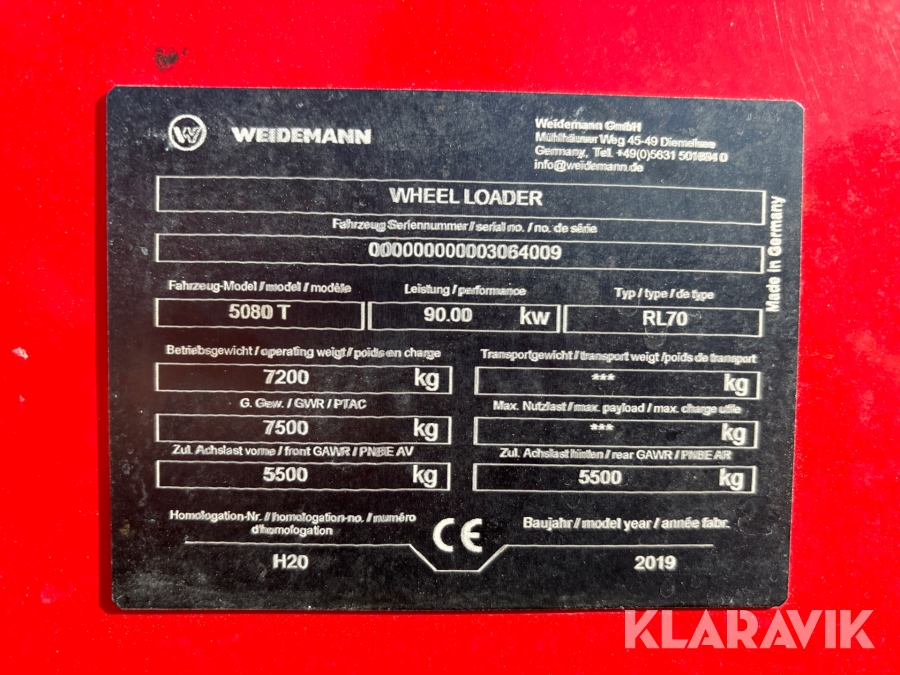 WEIDEMANN
Weidemann GmbH
Mühlhäuser Weg 45-49 Diemelsee
Germany, Tel. +49(0)5631 501694 0
info@weidemann.de
WHEEL LOADER
Fahrzeug Seriennummer / serial no. / no. de série
000000000003064009
Made in Germany
Fahrzeug-Model / model / modèle
Leistung / performance
Typ / type / de type
5080 T
90.00 kw
RL70
Betriebsgewicht / operating weigt / poids en charge
Transportgewicht / transport weigt /poids de transport
7200 kg
*** kg
G. Gew. / GWR / PTAC
Max. Nutzlast / max. payload / max. charge utile
7500 kg
*** kg
Zul. Achslast vorne / front GAWR / PNBE AV
Zul. Achslast hinten / rear GAWR / PNBE AR
5500 kg
5500 kg
Homologation-Nr. / homologation-no. / numéro
d'homologation
CE
Baujahr / model year / année fabr.
H20
2019
KLARAVIK